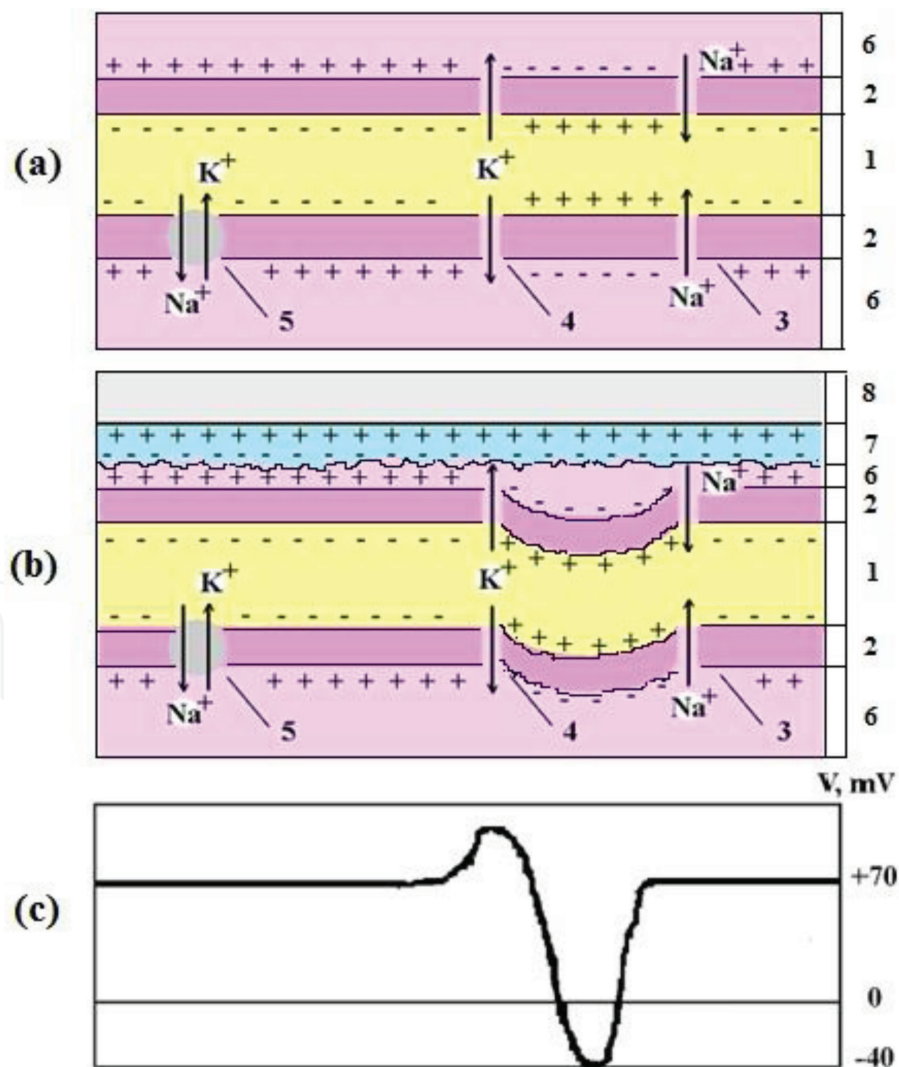 6
+ + + + + + + + + + + + - - - - - - Na+ + + +
2
- - - - - - - - - - - - + + + + + - - - -
(a)
K+ K+ 1
- - - - - - - - - - + + + + + - - - -
2
+ + + + + + + + + - - - - - + + +
Na+ Na+
5 4 3
6
8
+ + + + + + + + + + + + + + + + + + + + + + + +
7
- - - - - - - - - - - - - - - - - - - - - - - -
6
+ + + + + + + + + + + + Na+ + +
2
- - - - -
- - - - - - - - - - - - - - - -
+ + + + +
(b)
K+ K+ 1
- - - - - - - - - - + + + + + - - - -
2
+ + + + + + + + + - - - - - + +
Na+ Na+
5 4 3
6
V, mV
+70
(c)
0
-40